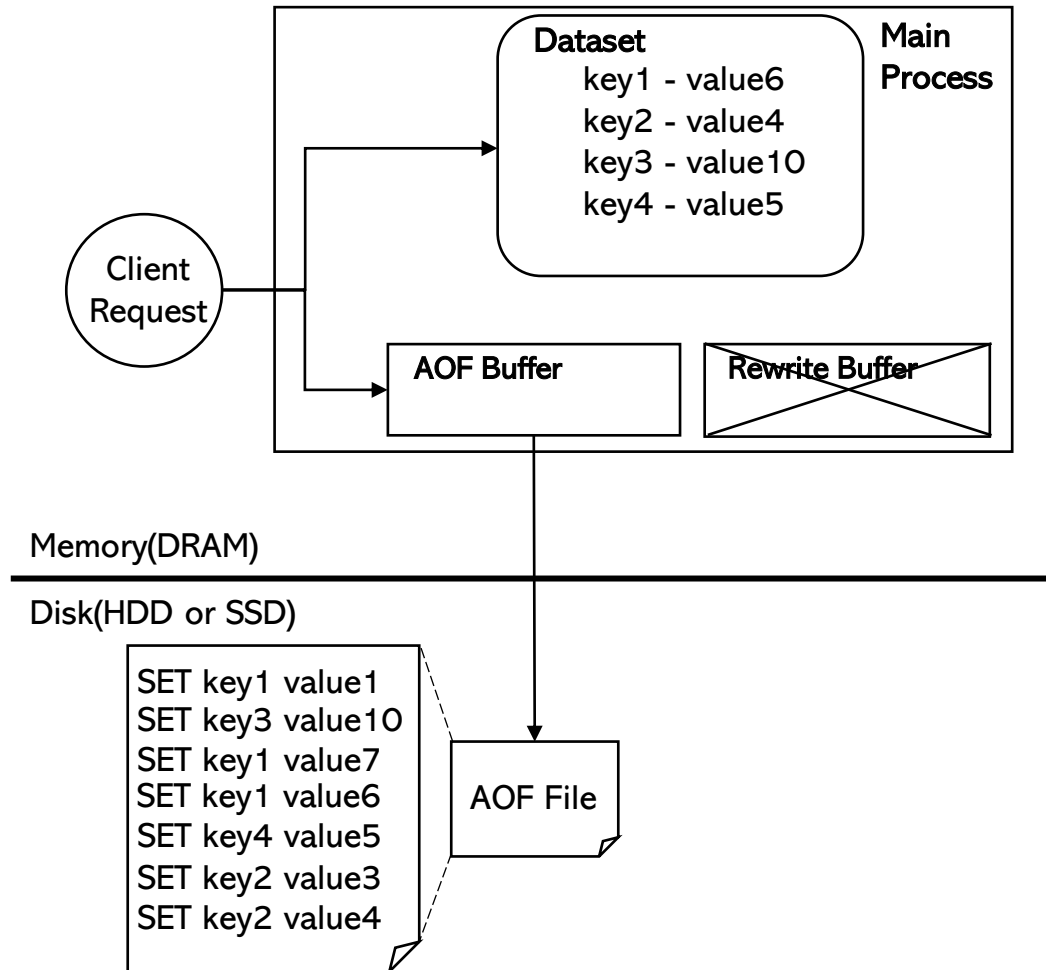 Dataset
key1 - value6
key2 - value4
key3 - value10
key4 - value5
Main
Process
Client
Request
AOF Buffer
Rewrite Buffer
Memory(DRAM)
Disk(HDD or SSD)
SET key1 value1
SET key3 value10
SET key1 value7
SET key1 value6
SET key4 value5
SET key2 value3
SET key2 value4
AOF File